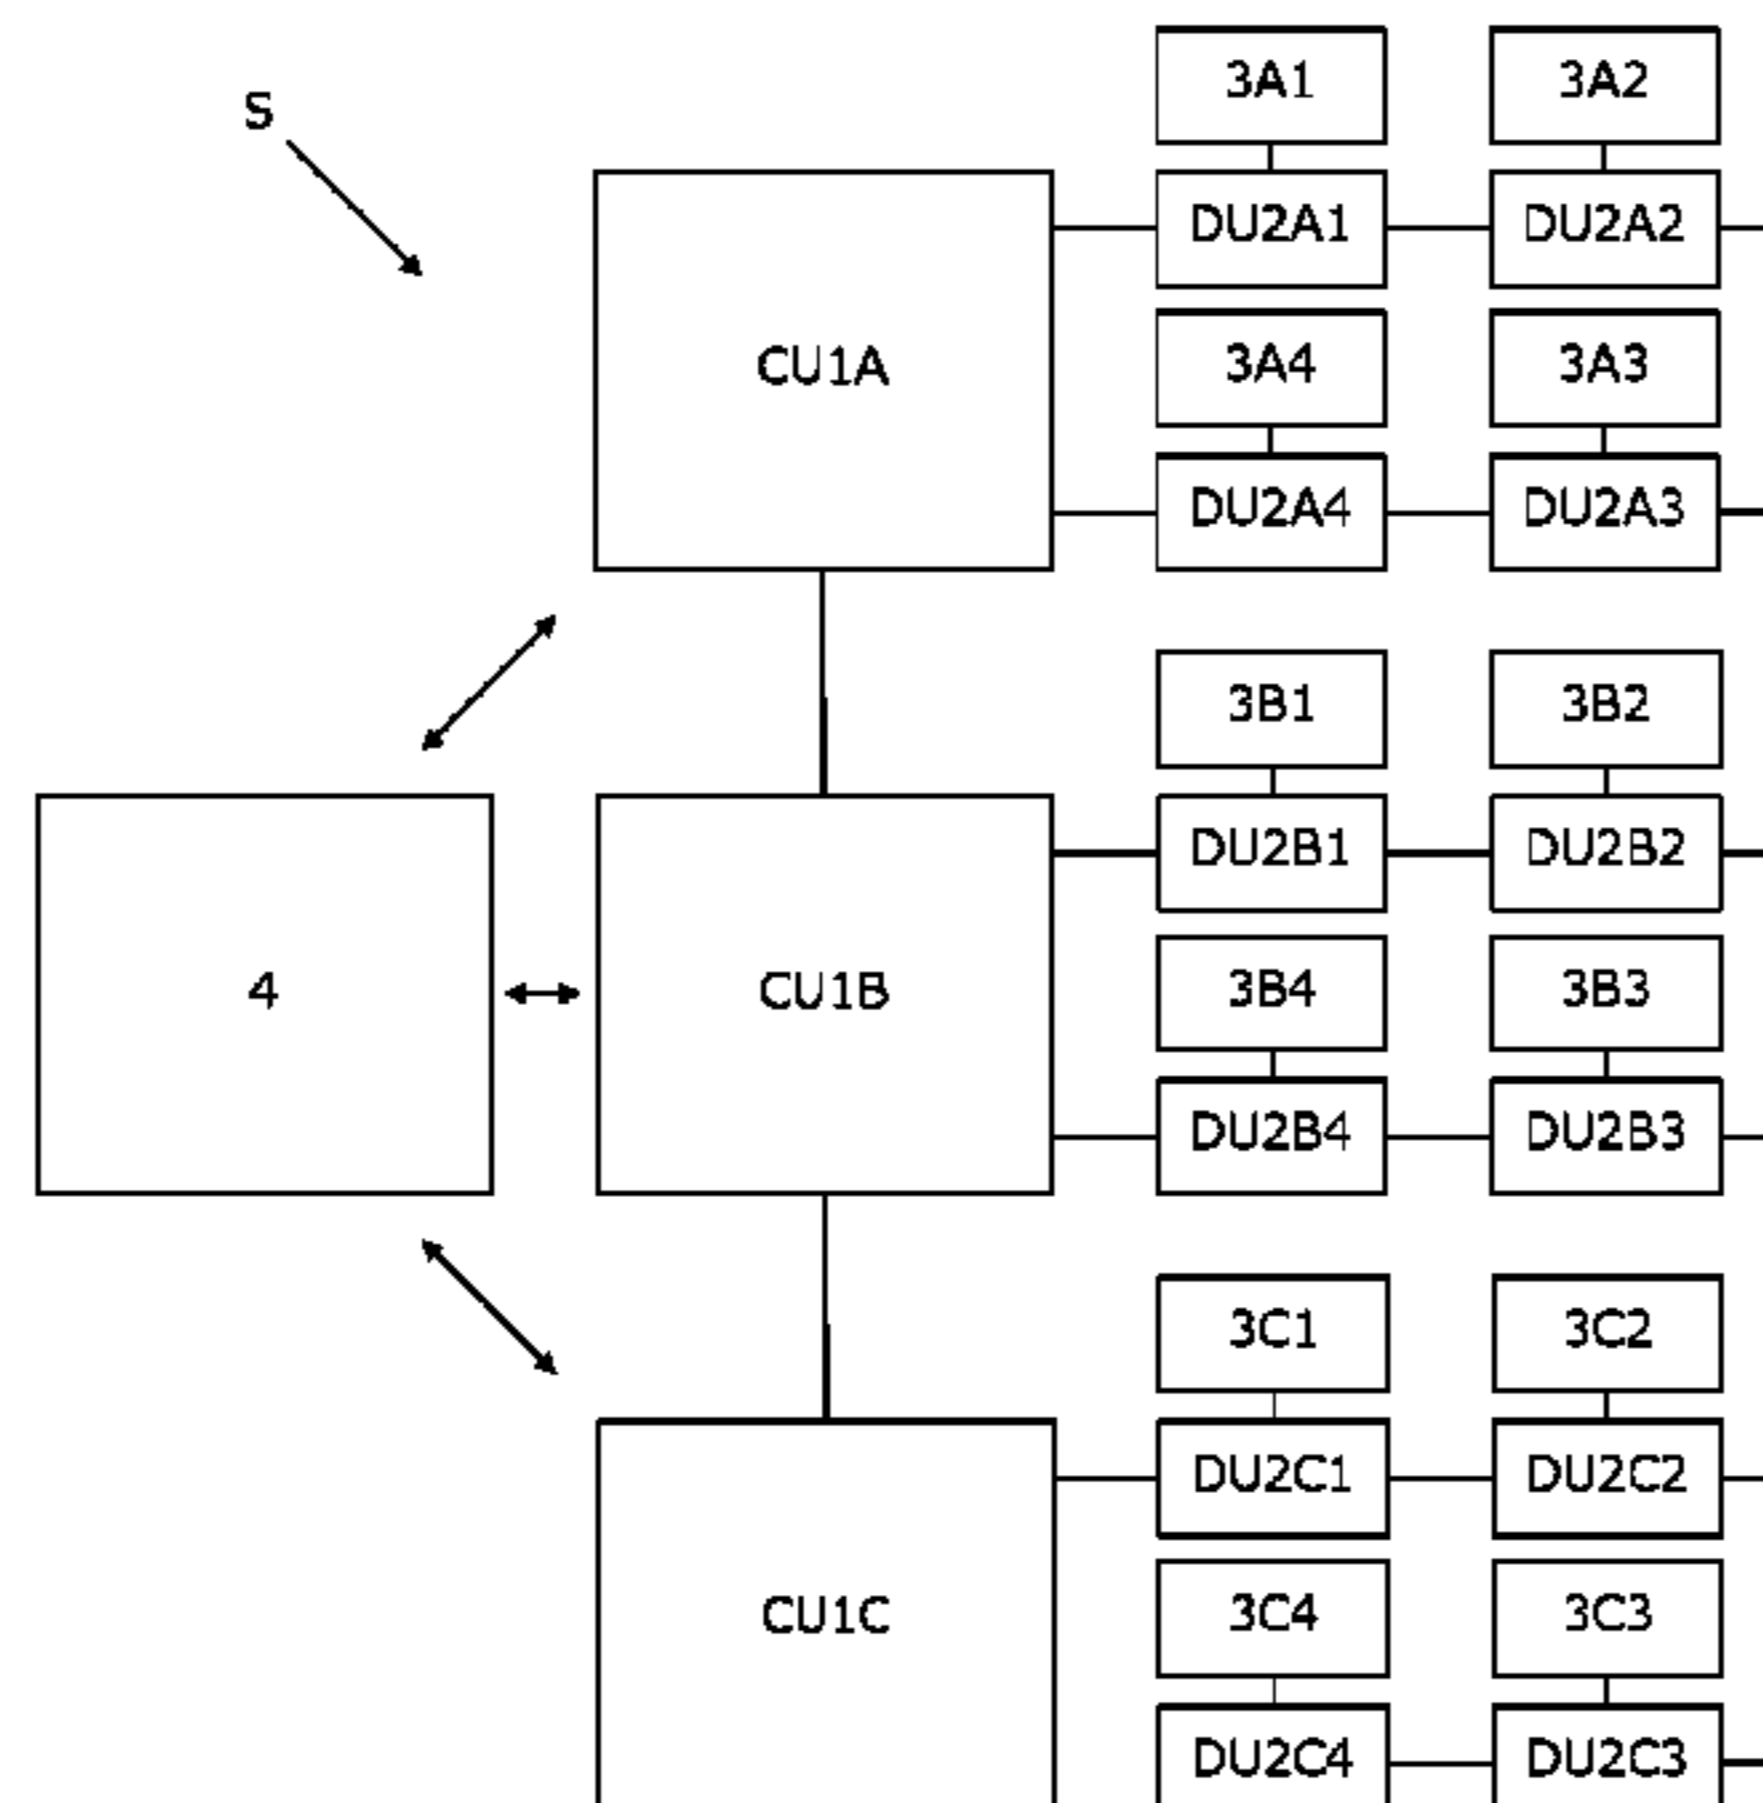 3A1 3A2
S
DU2A1 DU2A2
CU1A
3A4 3A3
DU2A4 DU2A3
3B1 3B2
DU2B1 DU2B2
4
CU1B
3B4 3B3
DU2B4 DU2B3
3C1 3C2
DU2C1 DU2C2
CU1C
3C4 3C3
DU2C4 DU2C3